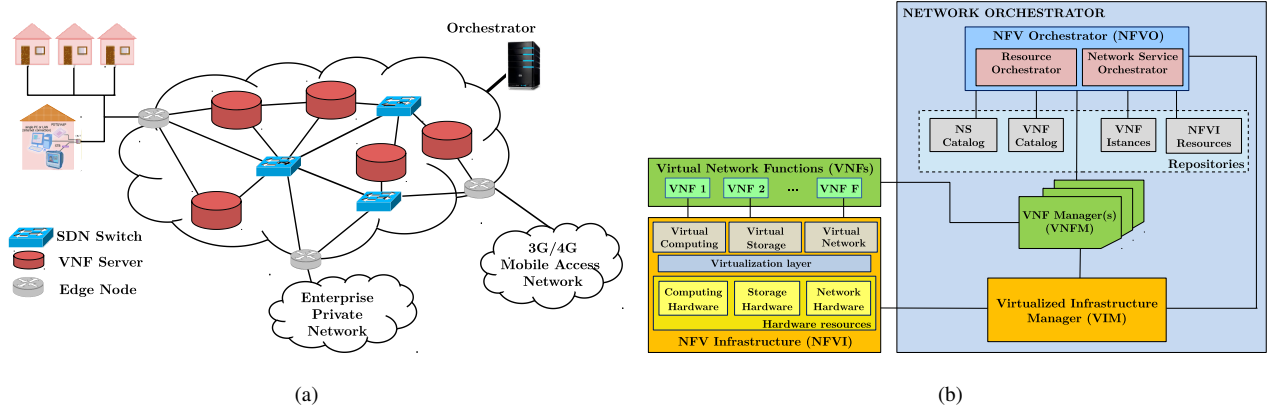 Orchestrator
SDN Switch
VNF Server
Edge Node
Enterprise
Private
Network
3G/4G
Mobile Access
Network
(a)
NETWORK ORCHESTRATOR
NFV Orchestrator (NFVO)
Resource
Orchestrator
Network Service
Orchestrator
NS
Catalog
VNF
Catalog
VNF
Istances
NFVI
Resources
Repositories
Virtual Network Functions (VNFs)
VNF 1
VNF 2
...
VNF F
VNF Manager(s)
(VNFM)
Virtual
Computing
Virtual
Storage
Virtual
Network
Virtualization layer
Computing
Hardware
Storage
Hardware
Network
Hardware
Hardware resources
NFV Infrastructure (NFVI)
Virtualized Infrastructure
Manager (VIM)
(b)